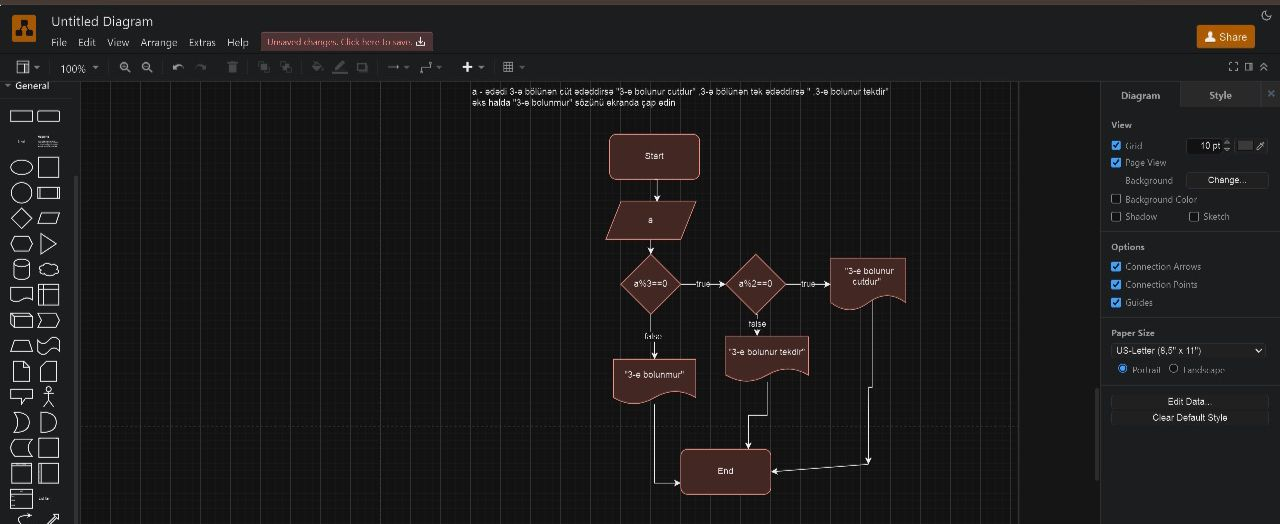 Untitled Diagram
File Edit View Arrange Extras Help Unsaved changes. Click here to save.
Share
100%
General
a - ədədi 3-ə bölünən cüt ədəddirsə "3-ə bolunur cutdur" ,3-ə bölünən tək ədəddirsə " ,3-ə bolunur tekdir"
əks halda "3-ə bolunmur" sözünü ekranda çap edin
Start
a
a%3==0
true
a%2==0
true
"3-e bolunur
cutdur"
false
false
"3-e bolunur tekdir"
"3-e bolunmur"
End
Diagram Style
View
Grid 10 pt
Page View
Background Change...
Background Color
Shadow Sketch
Options
Connection Arrows
Connection Points
Guides
Paper Size
US-Letter (8,5" x 11")
Portrait Landscape
Edit Data...
Clear Default Style